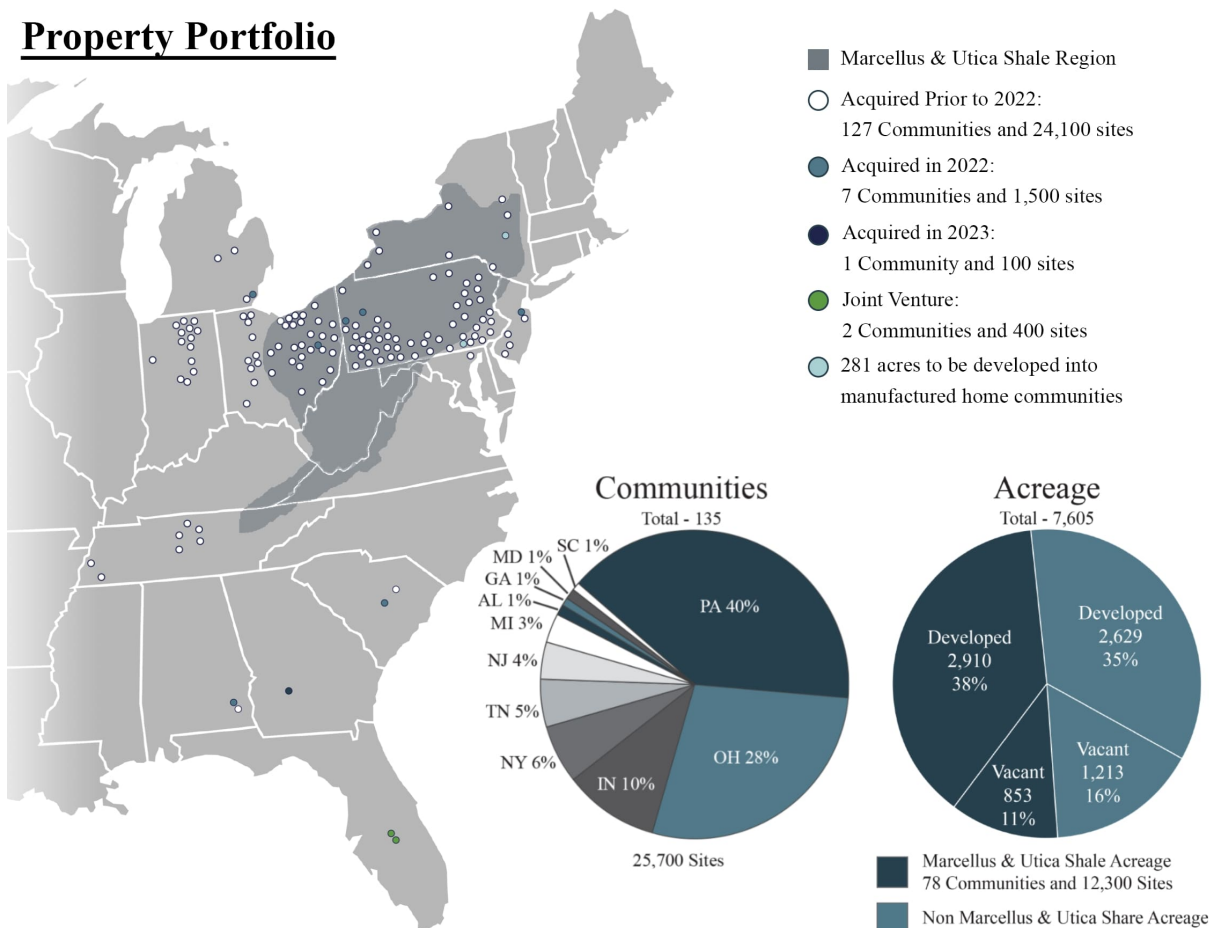 Property Portfolio
Marcellus & Utica Shale Region
Acquired Prior to 2022:
127 Communities and 24,100 sites
Acquired in 2022:
7 Communities and 1,500 sites
Acquired in 2023:
1 Community and 100 sites
Joint Venture:
2 Communities and 400 sites
281 acres to be developed into
manufactured home communities
Communities
Total - 135
SC 1%
MD 1%
GA 1%
AL 1%
MI 3%
NJ 4%
TN 5%
NY 6%
IN 10%
OH 28%
PA 40%
25,700 Sites
Acreage
Total - 7,605
Developed
2,910
38%
Developed
2,629
35%
Vacant
853
11%
Vacant
1,213
16%
Marcellus & Utica Shale Acreage
78 Communities and 12,300 Sites
Non Marcellus & Utica Share Acreage